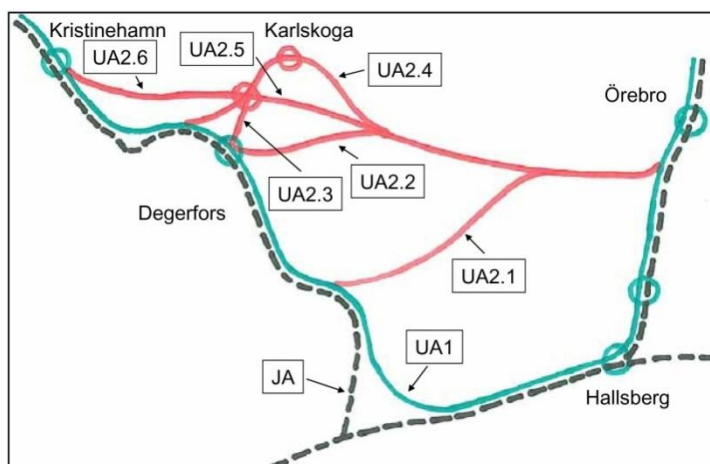 Kristinehamn
Karlskoga
UA2.5
UA2.6
UA2.4
Örebro
UA2.3
UA2.2
Degerfors
UA2.1
UA1
JA
Hallsberg